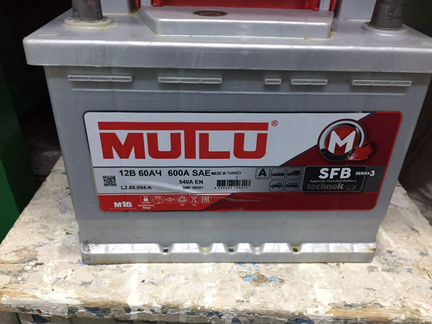 MUTLU
M
12В 60АЧ 600A SAE MADE IN TURKEY
540A EN
L2.60.054.A
A
SFB SERIES 3
technology